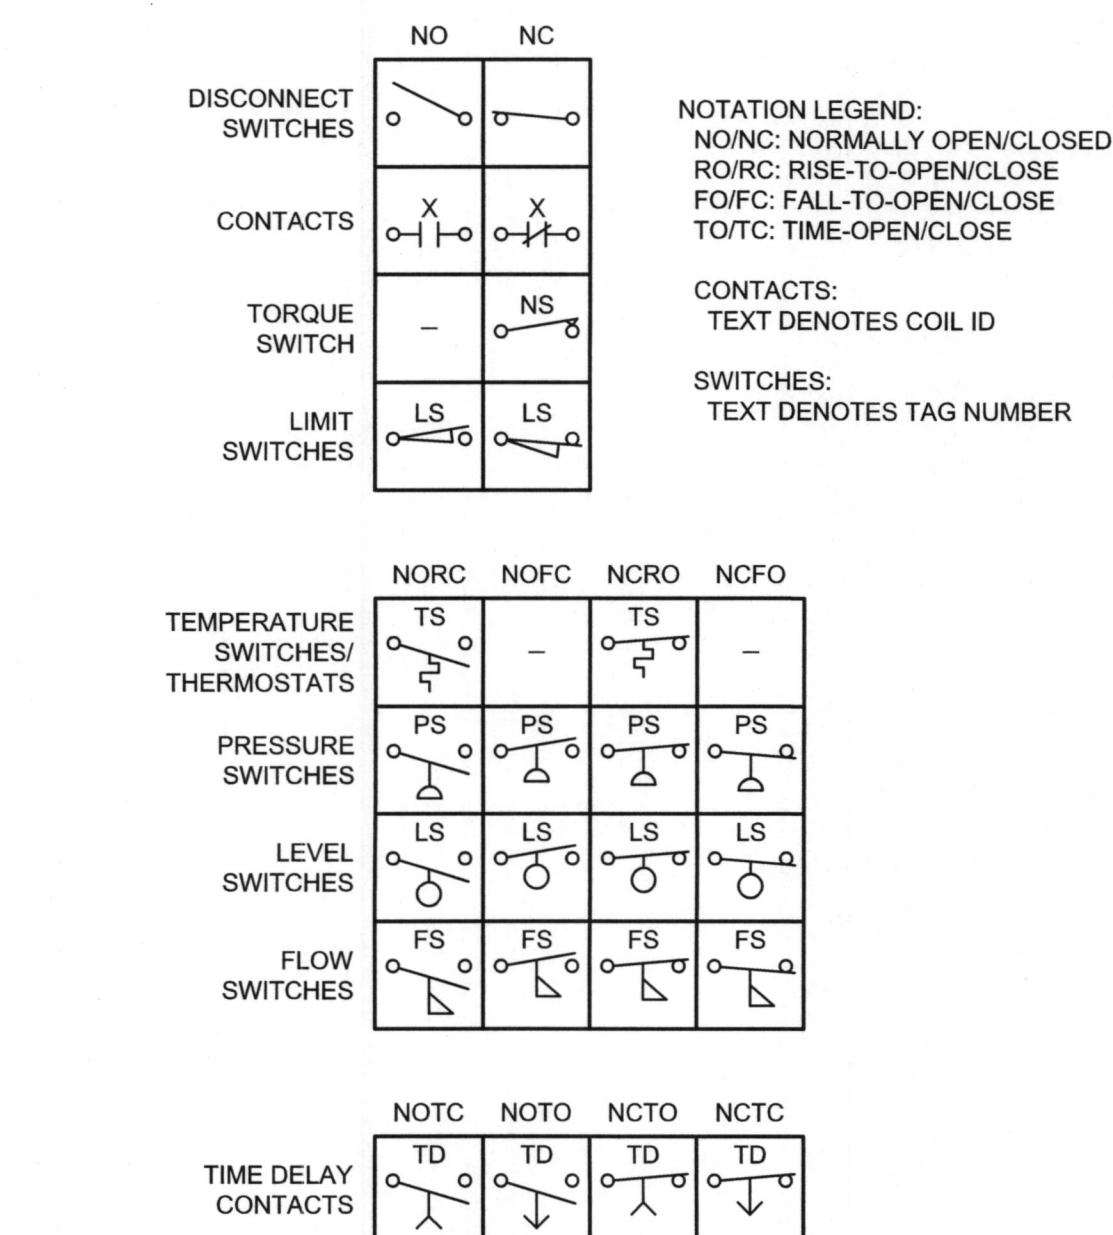 NO NC
DISCONNECT
SWITCHES
NOTATION LEGEND:
NO/NC: NORMALLY OPEN/CLOSED
RO/RC: RISE-TO-OPEN/CLOSE
FO/FC: FALL-TO-OPEN/CLOSE
TO/TC: TIME-OPEN/CLOSE
CONTACTS:
TEXT DENOTES COIL ID
SWITCHES:
TEXT DENOTES TAG NUMBER
X X
CONTACTS
NS
TORQUE
SWITCH
–
LS LS
LIMIT
SWITCHES
NORC NOFC NCRO NCFO
TS TS
TEMPERATURE
SWITCHES/
THERMOSTATS
– –
PS PS PS PS
PRESSURE
SWITCHES
LS LS LS LS
LEVEL
SWITCHES
FS FS FS FS
FLOW
SWITCHES
NOTC NOTO NCTO NCTC
TD TD TD TD
TIME DELAY
CONTACTS